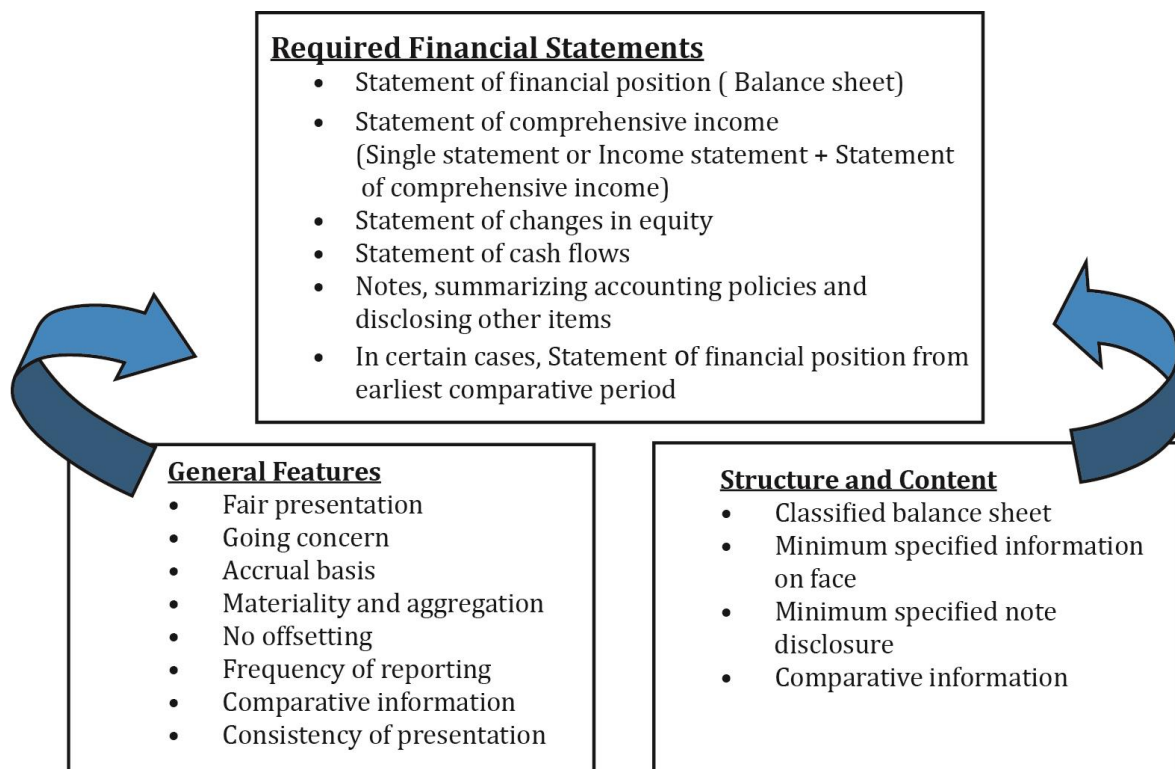 Required Financial Statements
• Statement of financial position ( Balance sheet)
• Statement of comprehensive income
(Single statement or Income statement + Statement
of comprehensive income)
• Statement of changes in equity
• Statement of cash flows
• Notes, summarizing accounting policies and
disclosing other items
• In certain cases, Statement of financial position from
earliest comparative period
General Features
• Fair presentation
• Going concern
• Accrual basis
• Materiality and aggregation
• No offsetting
• Frequency of reporting
• Comparative information
• Consistency of presentation
Structure and Content
• Classified balance sheet
• Minimum specified information
on face
• Minimum specified note
disclosure
• Comparative information